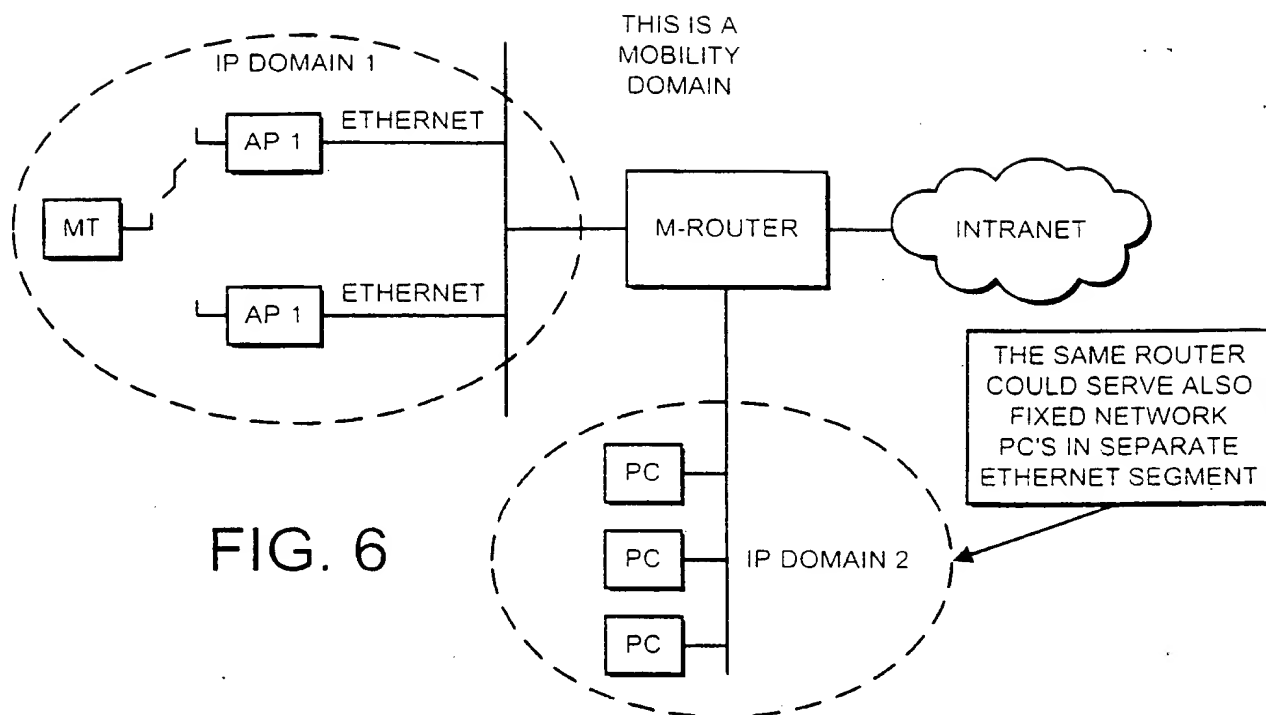 THIS IS A
MOBILITY
DOMAIN
IP DOMAIN 1
AP 1
ETHERNET
MT
M-ROUTER
INTRANET
AP 1
ETHERNET
THE SAME ROUTER
COULD SERVE ALSO
FIXED NETWORK
PC'S IN SEPARATE
ETHERNET SEGMENT
PC
PC
IP DOMAIN 2
PC
FIG. 6